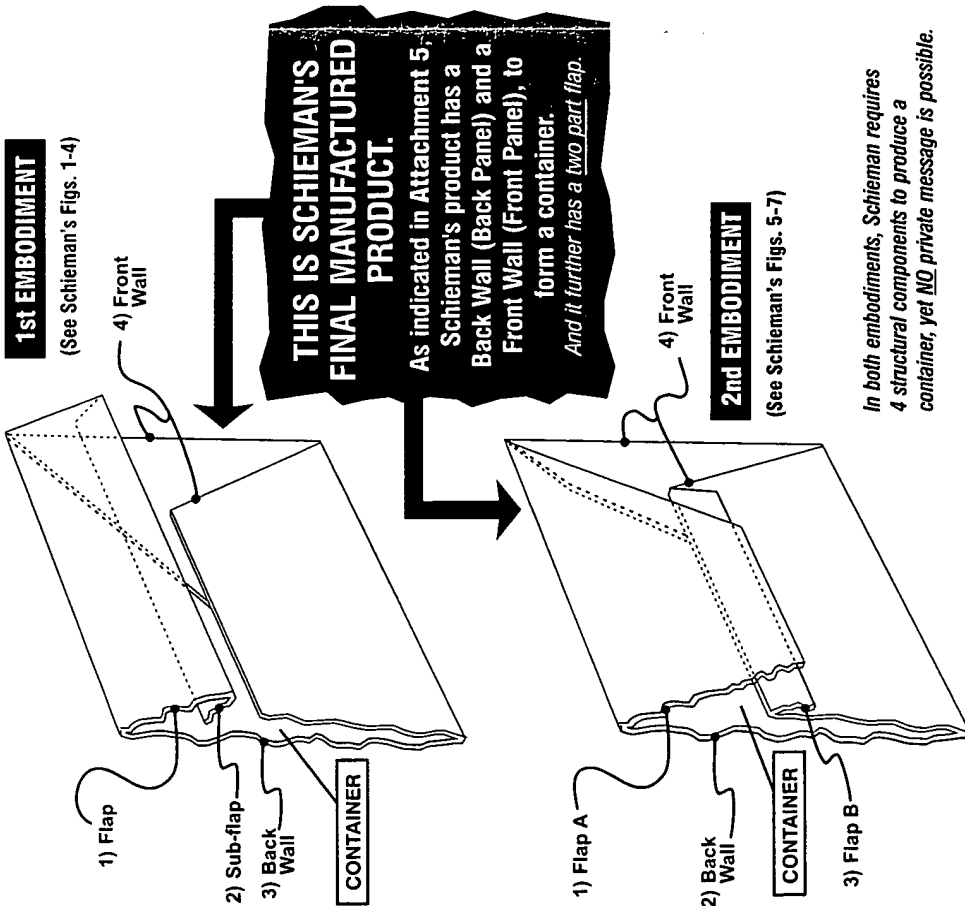 1st EMBODIMENT
(See Schieman's Figs. 1-4)
1) Flap
2) Sub-flap
3) Back
Wall
CONTAINER
4) Front
Wall
THIS IS SCHIEMAN'S
FINAL MANUFACTURED
PRODUCT.
As indicated in Attachment 5,
Schieman's product has a
Back Wall (Back Panel) and a
Front Wall (Front Panel), to
form a container.
And it further has a two part flap.
2nd EMBODIMENT
(See Schieman's Figs. 5-7)
1) Flap A
2) Back
Wall
CONTAINER
3) Flap B
4) Front
Wall
In both embodiments, Schieman requires
4 structural components to produce a
container, yet NO private message is possible.